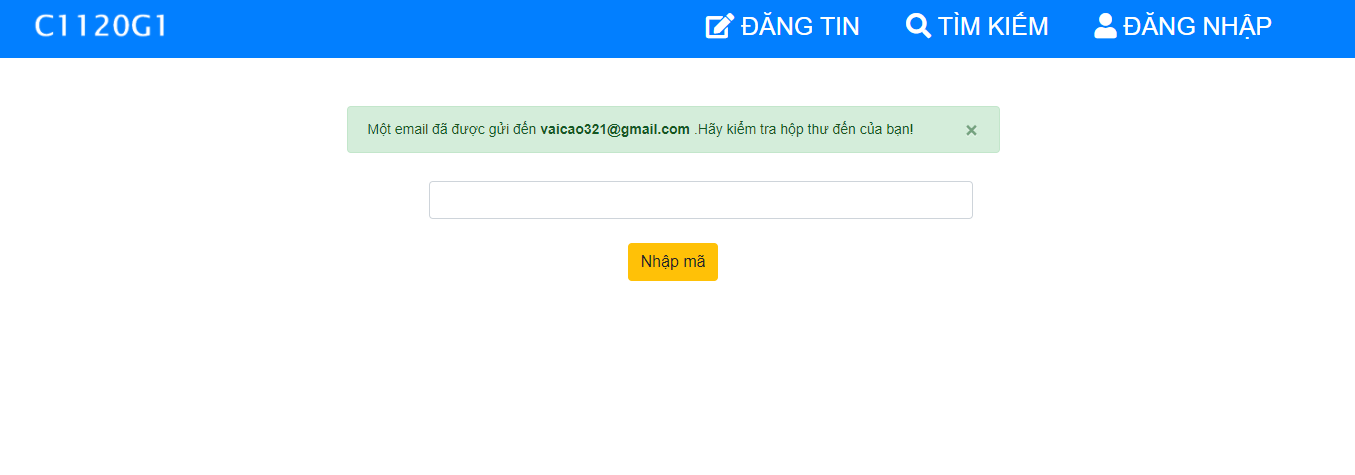 C1120G1 ĐĂNG TIN TÌM KIẾM ĐĂNG NHẬP
Một email đã được gửi đến vaicao321@gmail.com .Hãy kiểm tra hộp thư đến của bạn! ×
Nhập mã